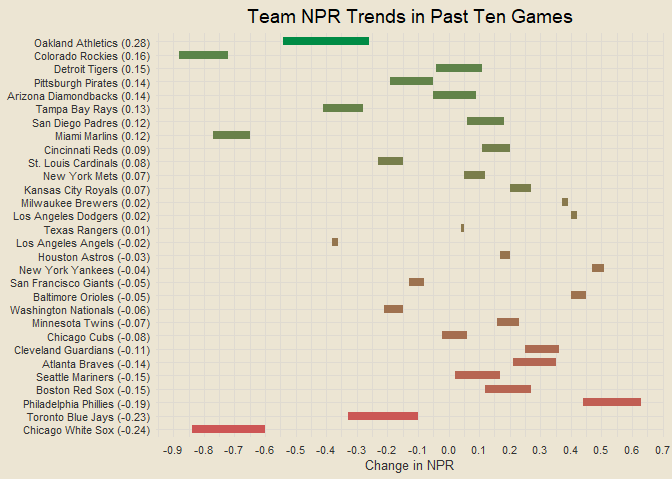 Team NPR Trends in Past Ten Games
Oakland Athletics (0.28)
Colorado Rockies (0.16)
Detroit Tigers (0.15)
Pittsburgh Pirates (0.14)
Arizona Diamondbacks (0.14)
Tampa Bay Rays (0.13)
San Diego Padres (0.12)
Miami Marlins (0.12)
Cincinnati Reds (0.09)
St. Louis Cardinals (0.08)
New York Mets (0.07)
Kansas City Royals (0.07)
Milwaukee Brewers (0.02)
Los Angeles Dodgers (0.02)
Texas Rangers (0.01)
Los Angeles Angels (-0.02)
Houston Astros (-0.03)
New York Yankees (-0.04)
San Francisco Giants (-0.05)
Baltimore Orioles (-0.05)
Washington Nationals (-0.06)
Minnesota Twins (-0.07)
Chicago Cubs (-0.08)
Cleveland Guardians (-0.11)
Atlanta Braves (-0.14)
Seattle Mariners (-0.15)
Boston Red Sox (-0.15)
Philadelphia Phillies (-0.19)
Toronto Blue Jays (-0.23)
Chicago White Sox (-0.24)
-0.9 -0.8 -0.7 -0.6 -0.5 -0.4 -0.3 -0.2 -0.1 0.0 0.1 0.2 0.3 0.4 0.5 0.6 0.7
Change in NPR